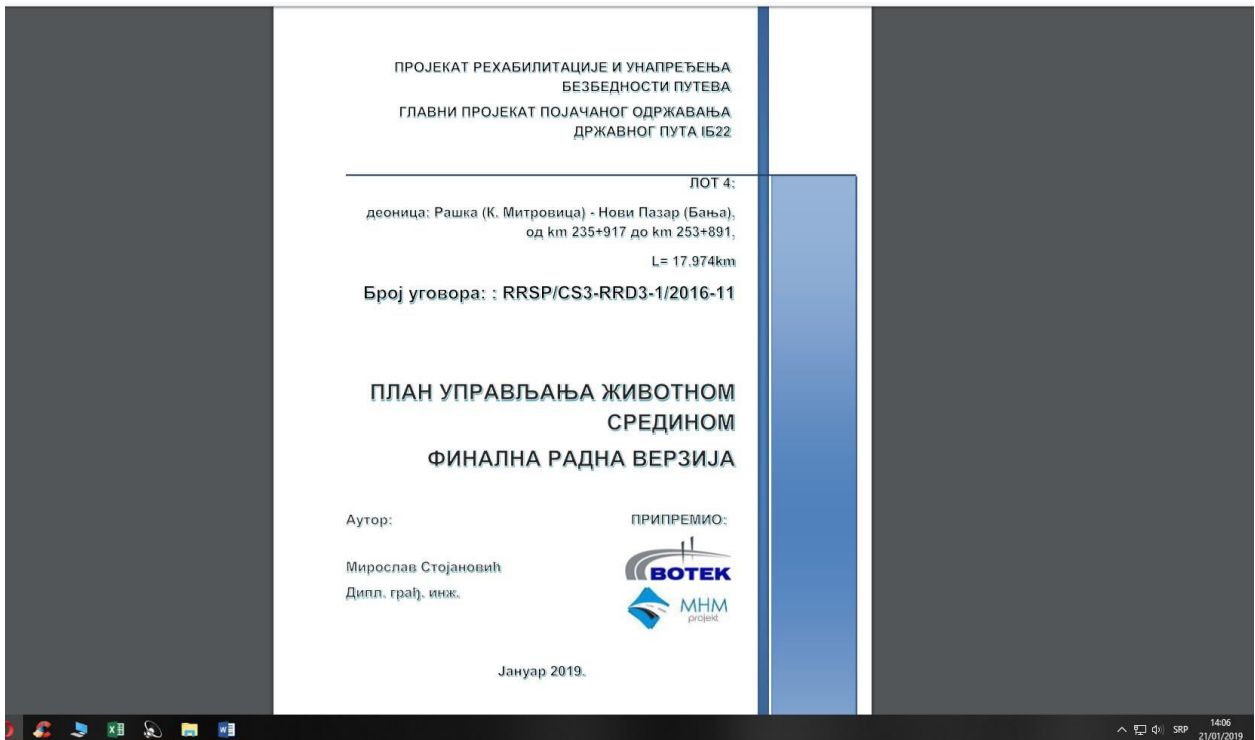 ПРОЈЕКАТ РЕХАБИЛИТАЦИЈЕ И УНАПРЕЂЕЊА
БЕЗБЕДНОСТИ ПУТЕВА
ГЛАВНИ ПРОЈЕКАТ ПОЈАЧАНОГ ОДРЖАВАЊА
ДРЖАВНОГ ПУТА IБ22
ЛОТ 4:
деоница: Рашка (К. Митровица) - Нови Пазар (Бања),
од km 235+917 до km 253+891,
L= 17.974km
Број уговора: : RRSP/CS3-RRD3-1/2016-11
ПЛАН УПРАВЉАЊА ЖИВОТНОМ
СРЕДИНОМ
ФИНАЛНА РАДНА ВЕРЗИЈА
Аутор:
ПРИПРЕМИО:
Мирослав Стојановић
Дипл. грађ. инж.
ВОТЕК
MHM
projekt
Јануар 2019.
SRP
14:06
21/01/2019